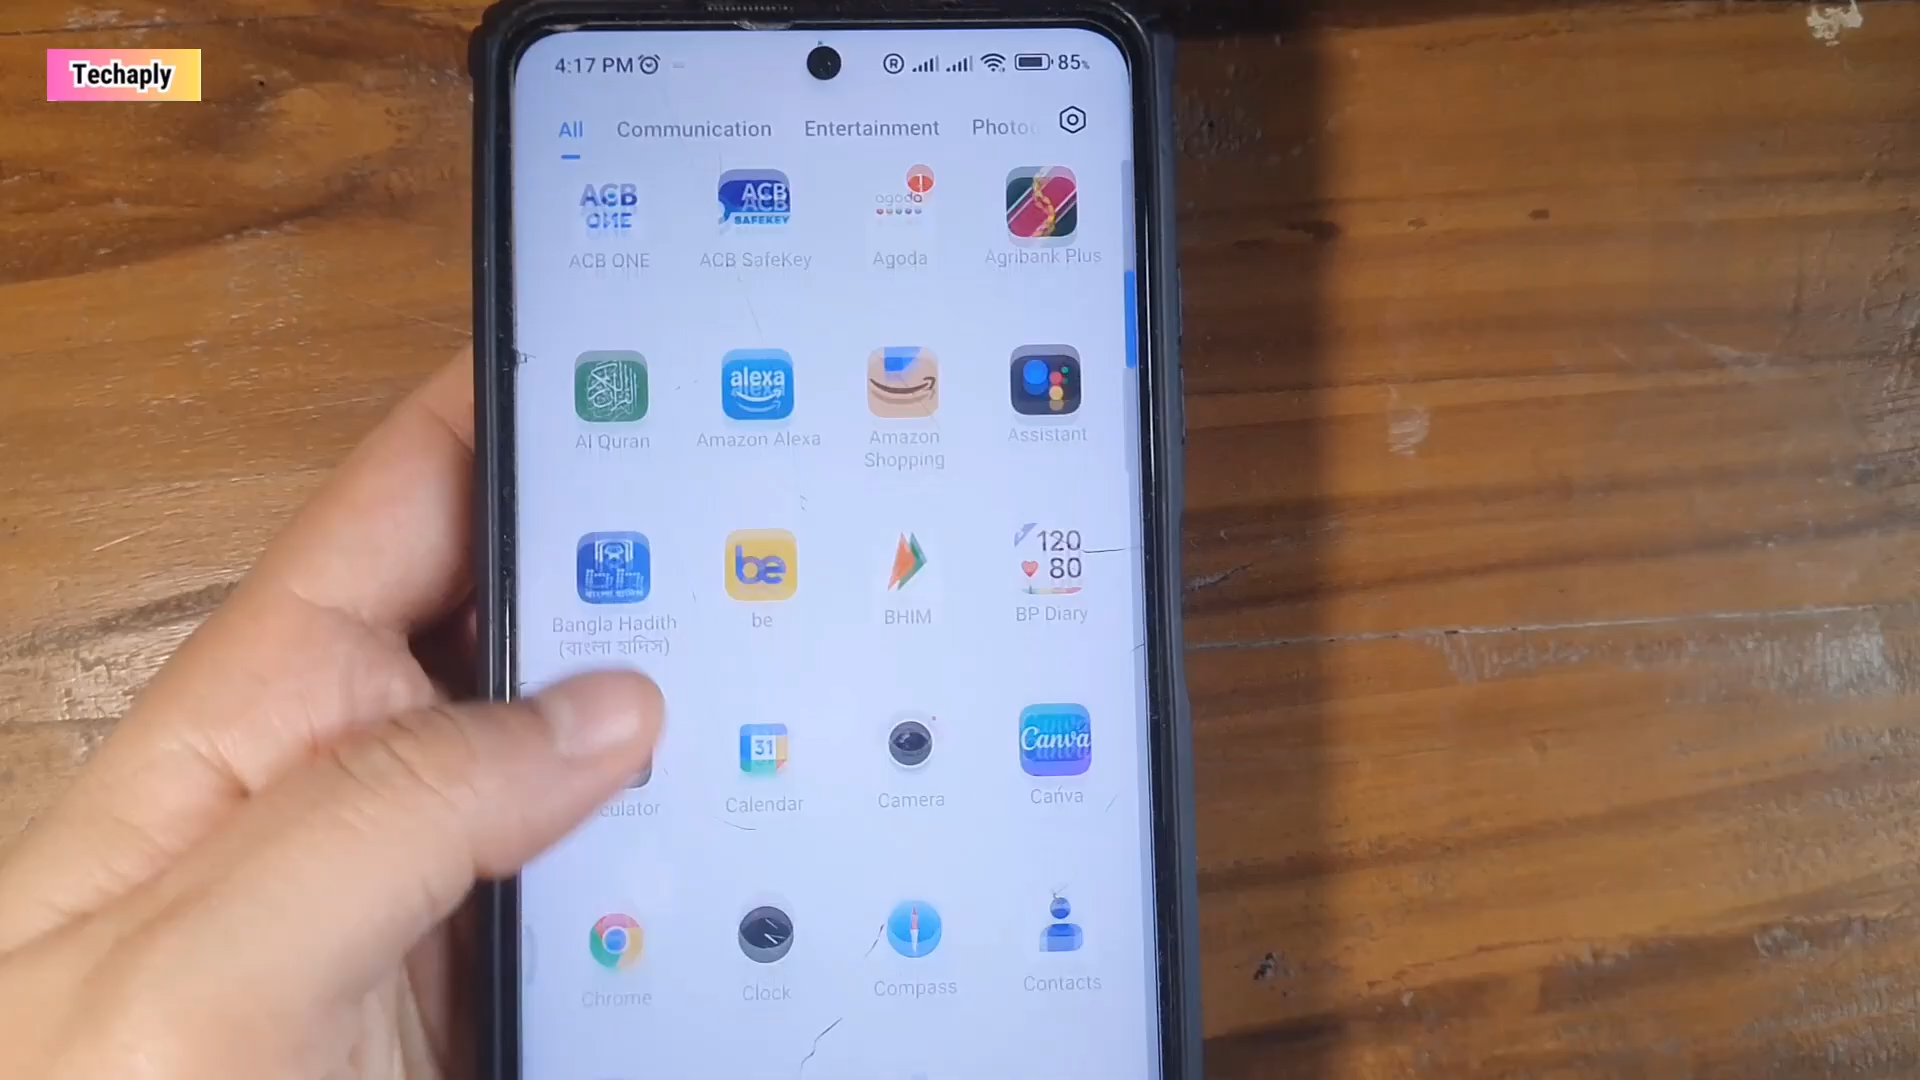 Techaply
4:17 PM
R
85%
All Communication Entertainment Photo
ACB
ONE
ACB
SAFEKEY
agoda
1
ACB ONE
ACB SafeKey
Agoda
Agribank Plus
alexa
Al Quran
Amazon Alexa
Amazon
Shopping
Assistant
be
120
80
Bangla Hadith
(বাংলা হাদিস)
be
BHIM
BP Diary
31
Canva
culator
Calendar
Camera
Canva
Chrome
Clock
Compass
Contacts